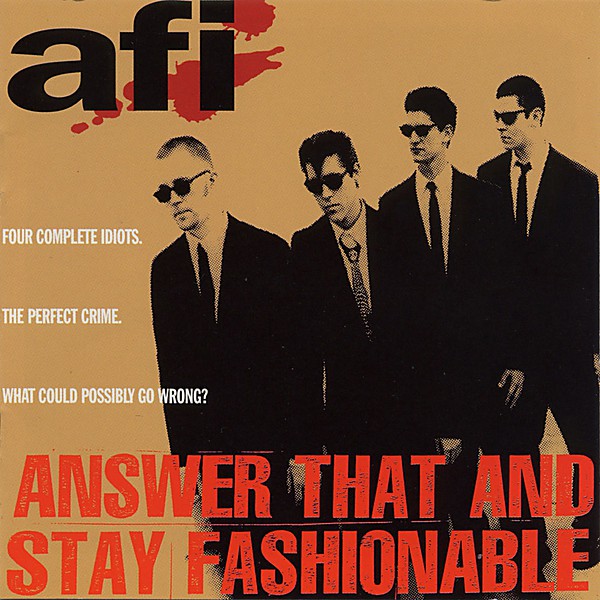 afi
FOUR COMPLETE IDIOTS.
THE PERFECT CRIME.
WHAT COULD POSSIBLY GO WRONG?
ANSWER THAT AND
STAY FASHIONABLE